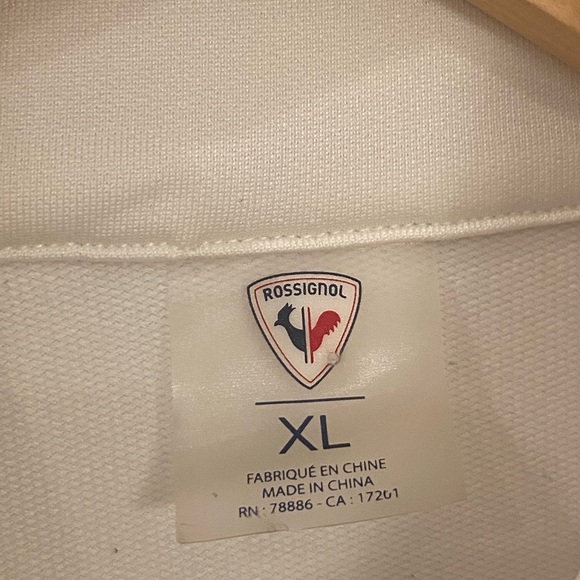 ROSSIGNOL
XL
FABRIQUÉ EN CHINE
MADE IN CHINA
RN : 78886 - CA : 17201